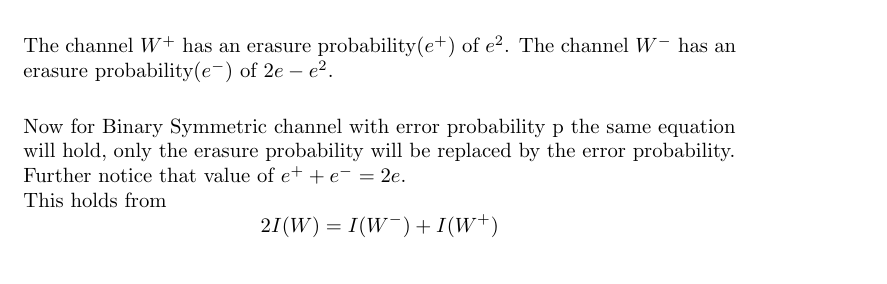 The channel W⁺ has an erasure probability(e⁺) of e². The channel W⁻ has an
erasure probability(e⁻) of 2e − e².
Now for Binary Symmetric channel with error probability p the same equation
will hold, only the erasure probability will be replaced by the error probability.
Further notice that value of e⁺ + e⁻ = 2e.
This holds from
2I(W) = I(W⁻) + I(W⁺)